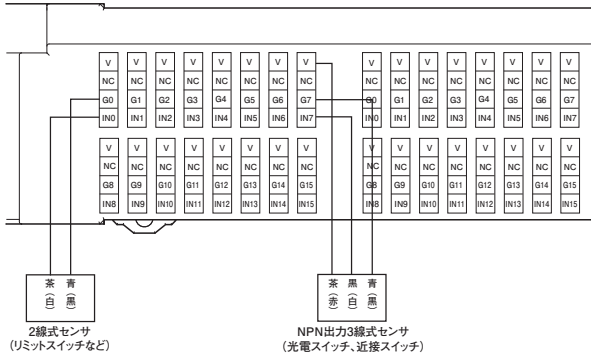 V V V V V V V V V V V V V V V V
NC NC NC NC NC NC NC NC NC NC NC NC NC NC NC NC
G0 G1 G2 G3 G4 G5 G6 G7 G0 G1 G2 G3 G4 G5 G6 G7
IN0 IN1 IN2 IN3 IN4 IN5 IN6 IN7 IN0 IN1 IN2 IN3 IN4 IN5 IN6 IN7
V V V V V V V V V V V V V V V V
NC NC NC NC NC NC NC NC NC NC NC NC NC NC NC NC
G8 G9 G10 G11 G12 G13 G14 G15 G8 G9 G10 G11 G12 G13 G14 G15
IN8 IN9 IN10 IN11 IN12 IN13 IN14 IN15 IN8 IN9 IN10 IN11 IN12 IN13 IN14 IN15
茶(白) 青(黒)
茶(赤) 黒(白) 青(黒)
2線式センサ
(リミットスイッチなど)
NPN出力3線式センサ
(光電スイッチ、近接スイッチ)